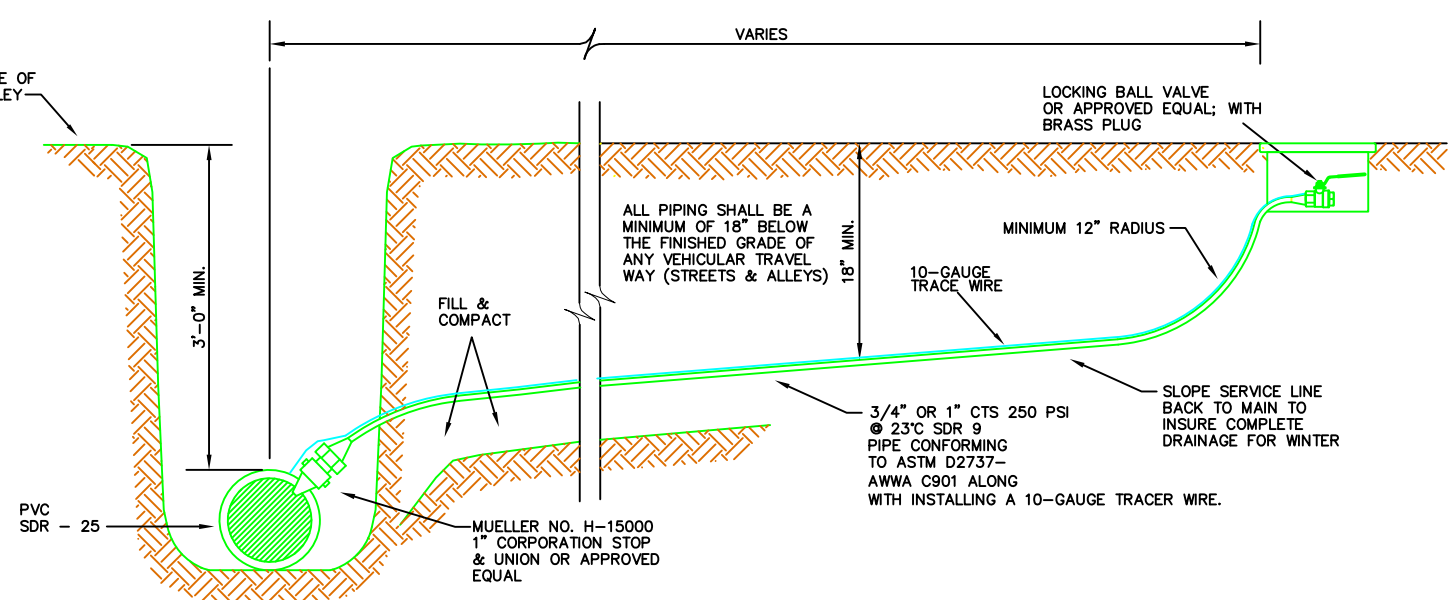 VARIES
E OF
LEY
LOCKING BALL VALVE
OR APPROVED EQUAL; WITH
BRASS PLUG
3'-0" MIN.
ALL PIPING SHALL BE A
MINIMUM OF 18" BELOW
THE FINISHED GRADE OF
ANY VEHICULAR TRAVEL
WAY (STREETS & ALLEYS)
18" MIN.
MINIMUM 12" RADIUS
10-GAUGE
TRACE WIRE
FILL &
COMPACT
SLOPE SERVICE LINE
BACK TO MAIN TO
INSURE COMPLETE
DRAINAGE FOR WINTER
3/4" OR 1" CTS 250 PSI
@ 23°C SDR 9
PIPE CONFORMING
TO ASTM D2737-
AWWA C901 ALONG
WITH INSTALLING A 10-GAUGE TRACER WIRE.
PVC
SDR - 25
MUELLER NO. H-15000
1" CORPORATION STOP
& UNION OR APPROVED
EQUAL